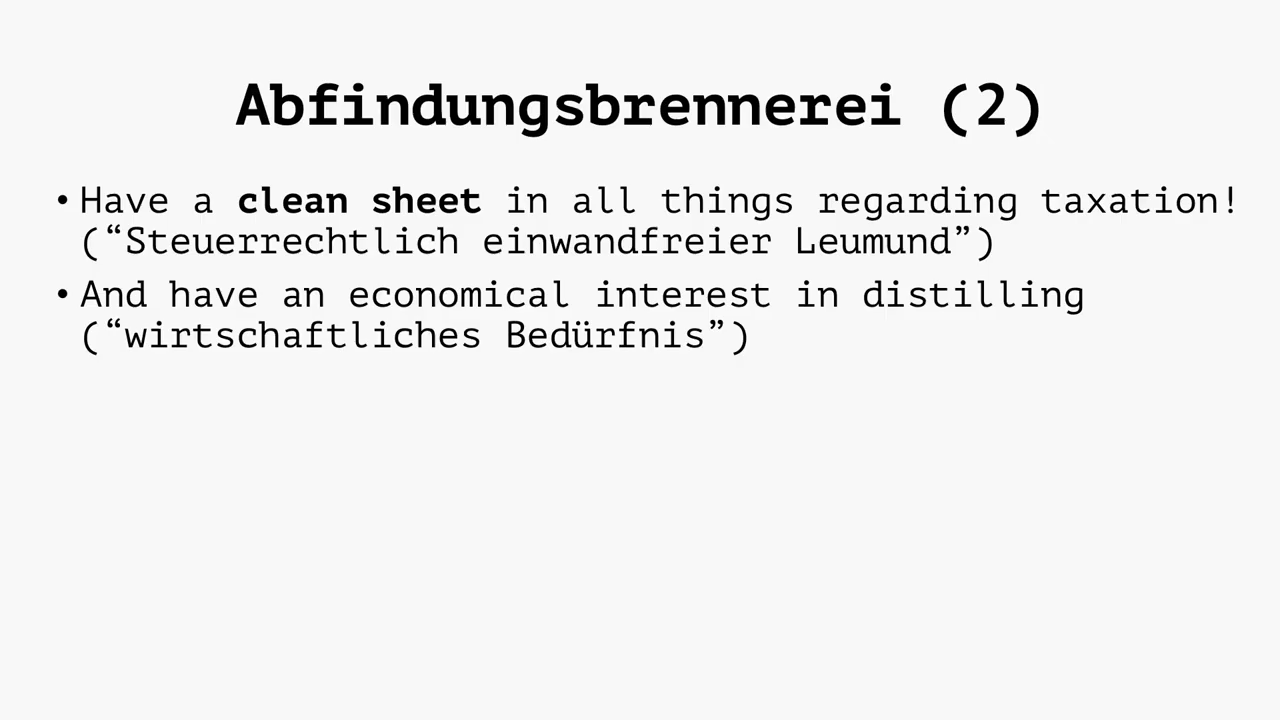 Abfindungsbrennerei (2)
• Have a clean sheet in all things regarding taxation!
(“Steuerrechtlich einwandfreier Leumund”)
• And have an economical interest in distilling
(“wirtschaftliches Bedürfnis”)